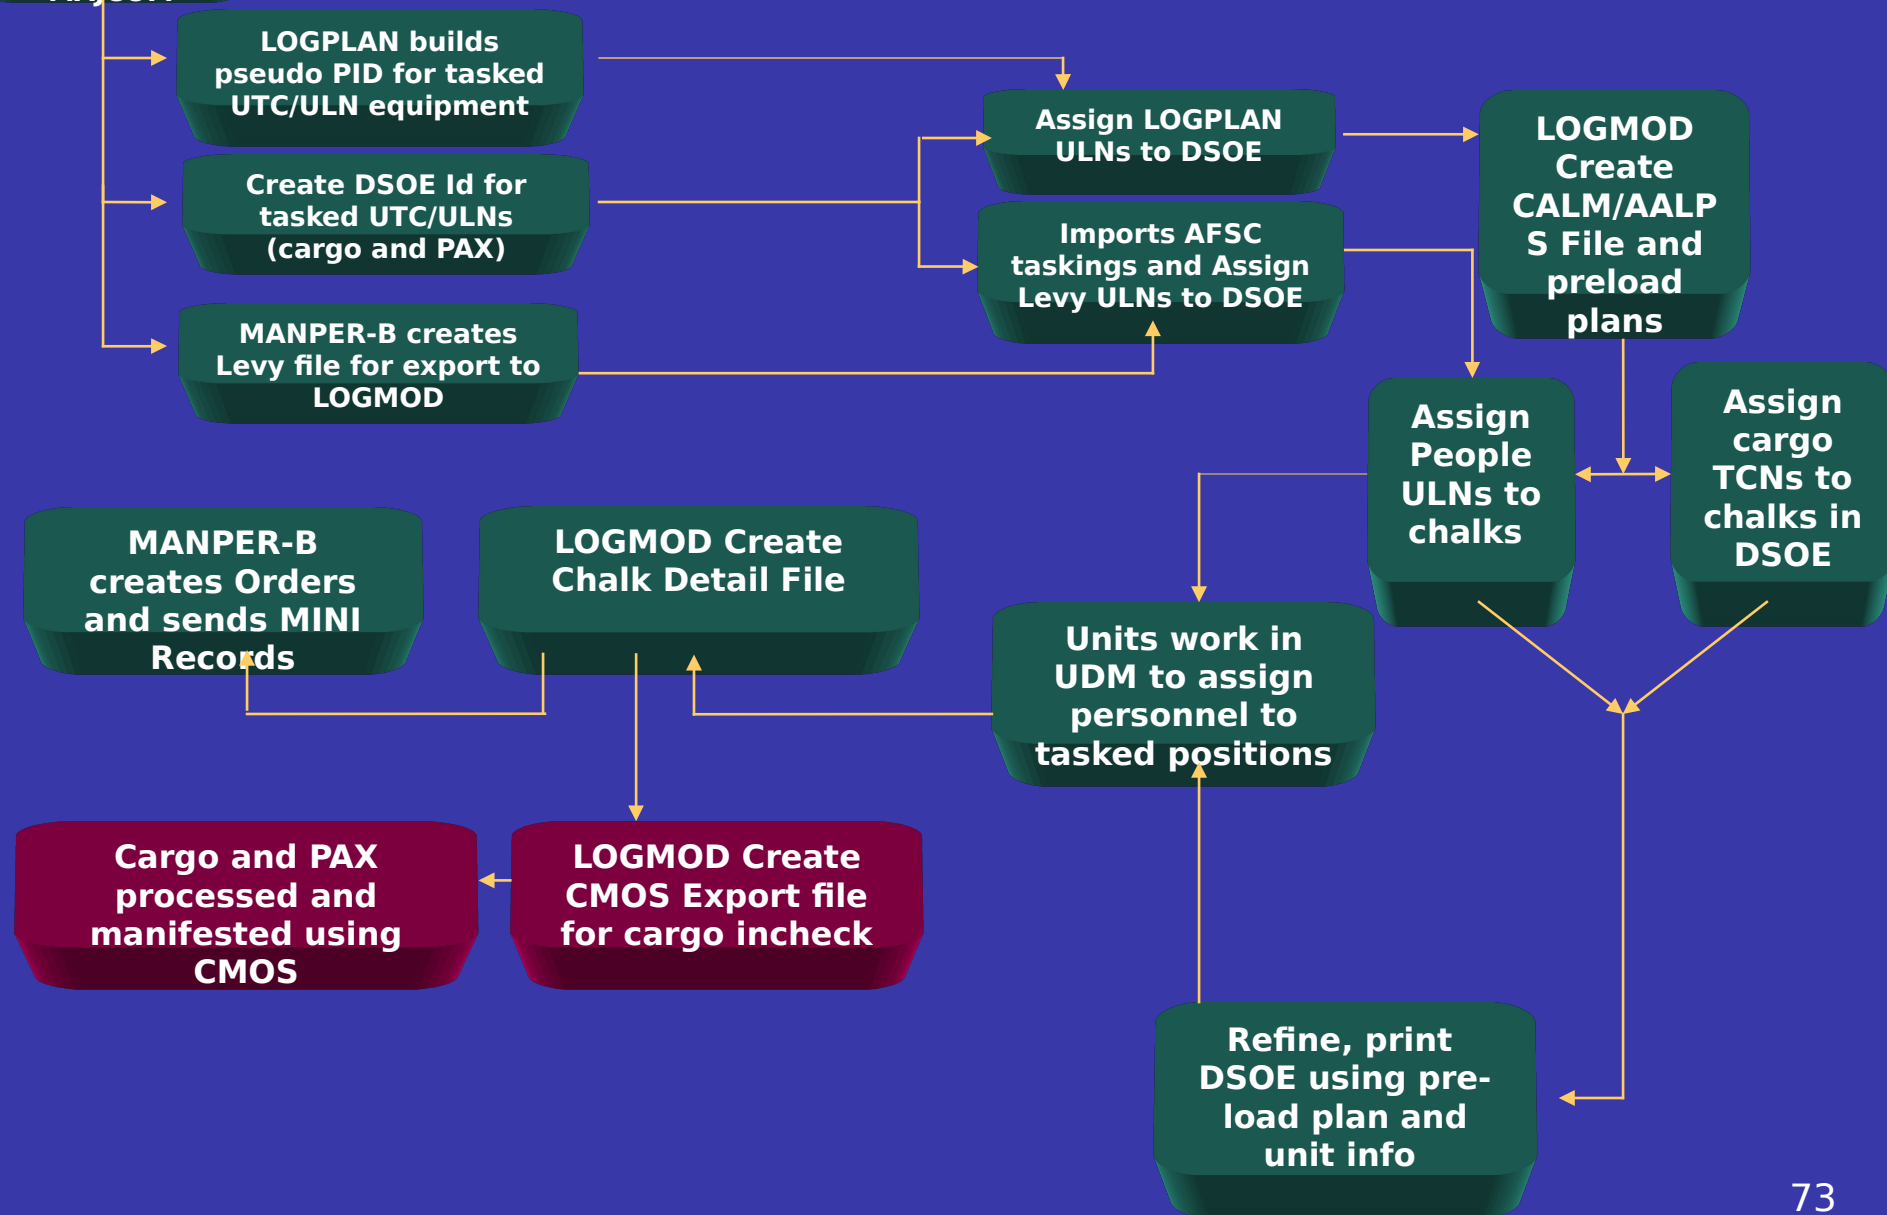 LOGPLAN builds
pseudo PID for tasked
UTC/ULN equipment
Create DSOE Id for
tasked UTC/ULNs
(cargo and PAX)
MANPER-B creates
Levy file for export to
LOGMOD
Assign LOGPLAN
ULNs to DSOE
Imports AFSC
taskings and Assign
Levy ULNs to DSOE
LOGMOD
Create
CALM/AALP
S File and
preload
plans
Assign
People
ULNs to
chalks
Assign
cargo
TCNs to
chalks in
DSOE
MANPER-B
creates Orders
and sends MINI
Records
LOGMOD Create
Chalk Detail File
Units work in
UDM to assign
personnel to
tasked positions
Cargo and PAX
processed and
manifested using
CMOS
LOGMOD Create
CMOS Export file
for cargo incheck
Refine, print
DSOE using pre-
load plan and
unit info
73